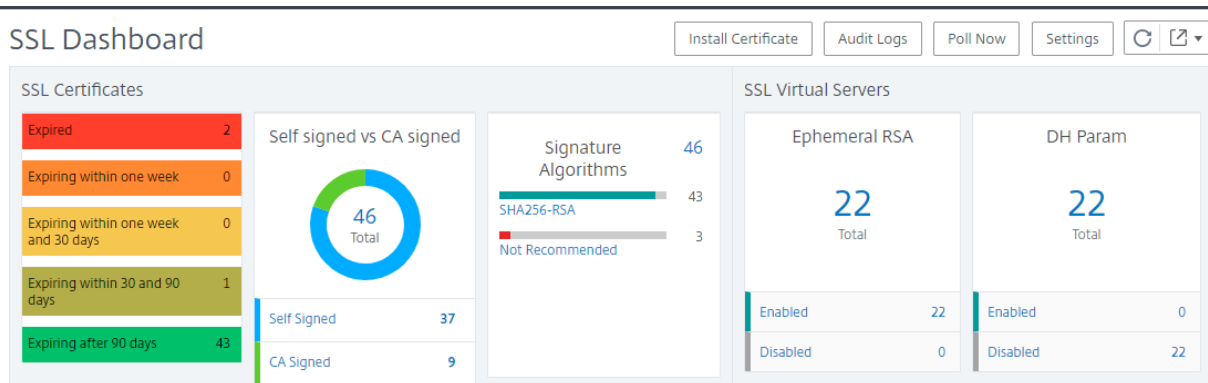 SSL Dashboard
Install Certificate
Audit Logs
Poll Now
Settings
SSL Certificates
Expired 2
Expiring within one week 0
Expiring within one week
and 30 days 0
Expiring within 30 and 90
days 1
Expiring after 90 days 43
Self signed vs CA signed
46
Total
Self Signed 37
CA Signed 9
Signature
Algorithms 46
43
SHA256-RSA
3
Not Recommended
SSL Virtual Servers
Ephemeral RSA
22
Total
Enabled 22
Disabled 0
DH Param
22
Total
Enabled 0
Disabled 22